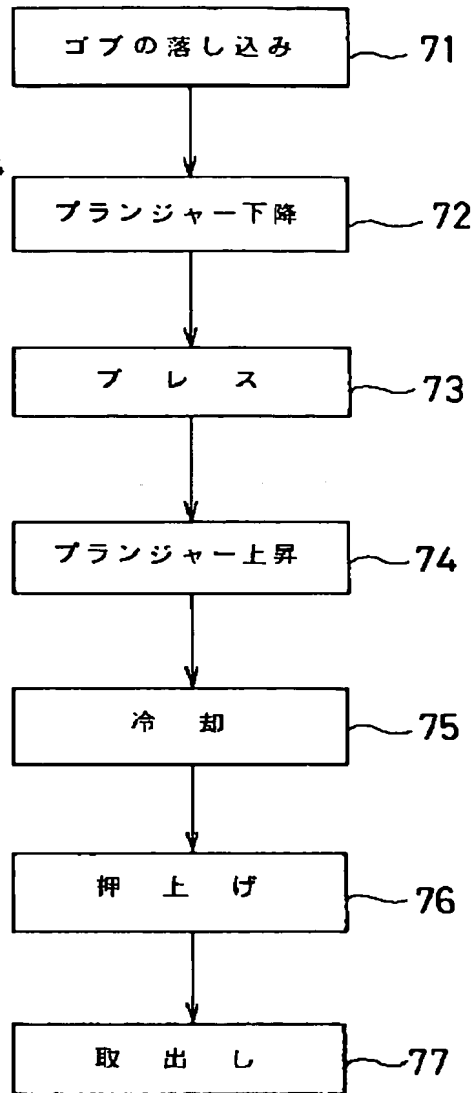 ゴブの落し込み 71
プランジャー下降 72
プレス 73
プランジャー上昇 74
冷却 75
押上げ 76
取出し 77